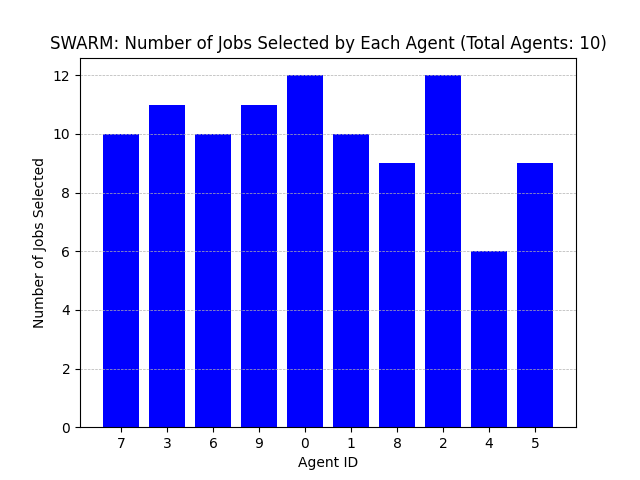 SWARM: Number of Jobs Selected by Each Agent (Total Agents: 10)
12
10
8
6
4
2
0
Number of Jobs Selected
7 3 6 9 0 1 8 2 4 5
Agent ID